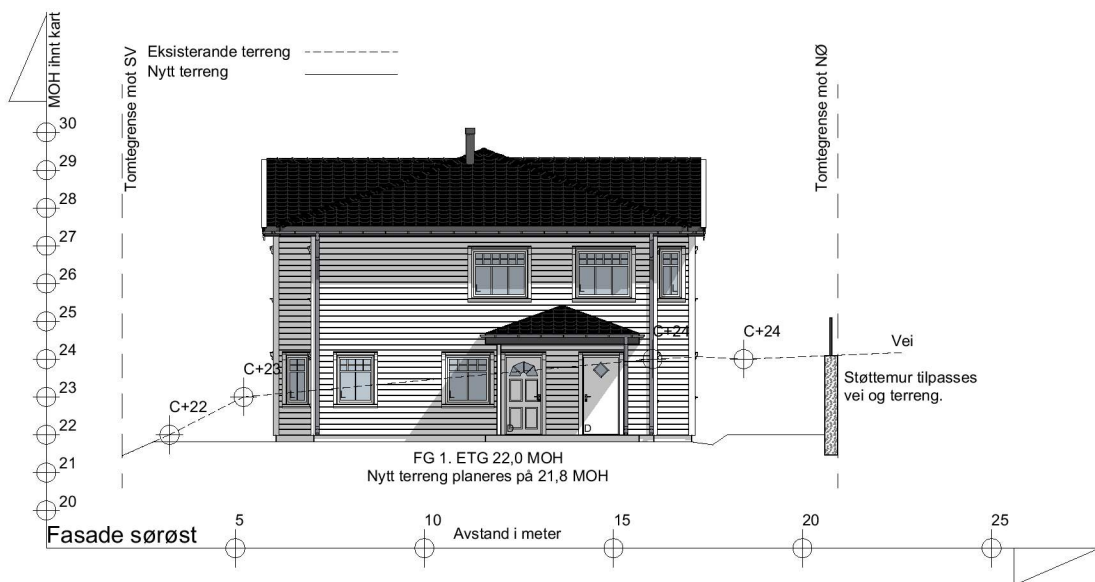 MOH ihnt kart
Tomtegrense mot SV
Eksisterande terreng
Nytt terreng
Tomtegrense mot NØ
30
29
28
27
26
25
24
23
22
21
20
C+22
C+23
C+24
C+24
Vei
Støttemur tilpasses
vei og terreng.
D
D
FG 1. ETG 22,0 MOH
Nytt terreng planeres på 21,8 MOH
Fasade sørøst
Avstand i meter
5
10
15
20
25